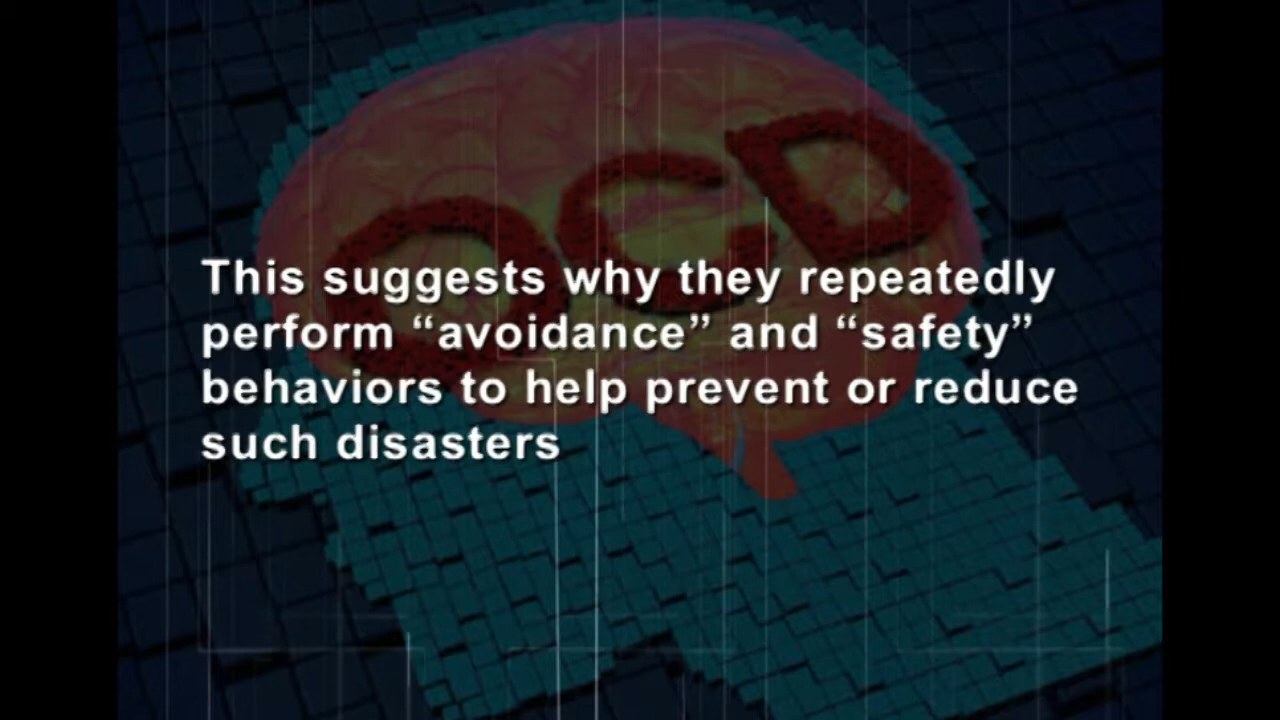 OCD
This suggests why they repeatedly
perform “avoidance” and “safety”
behaviors to help prevent or reduce
such disasters